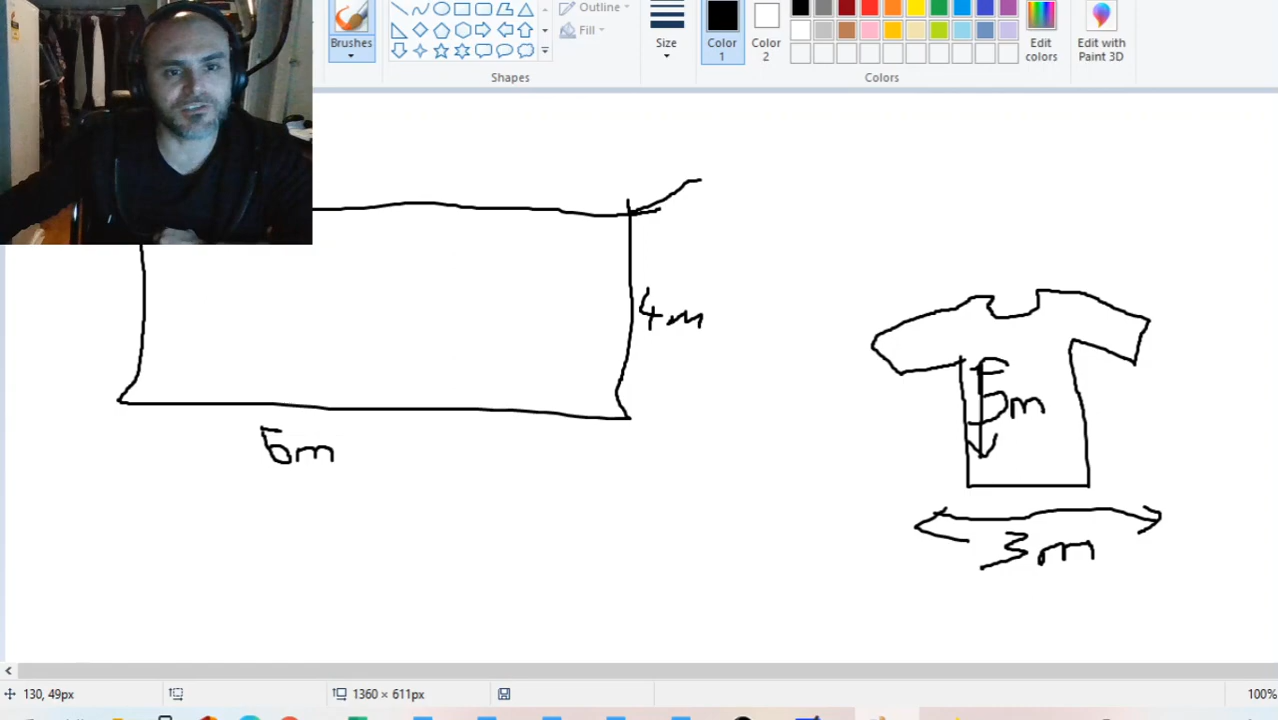 Brushes
Shapes
Outline
Fill
Size
Color 1
Color 2
Edit colors
Edit with Paint 3D
Colors
4m
5m
5m
3m
130, 49px
1360 × 611px
100%